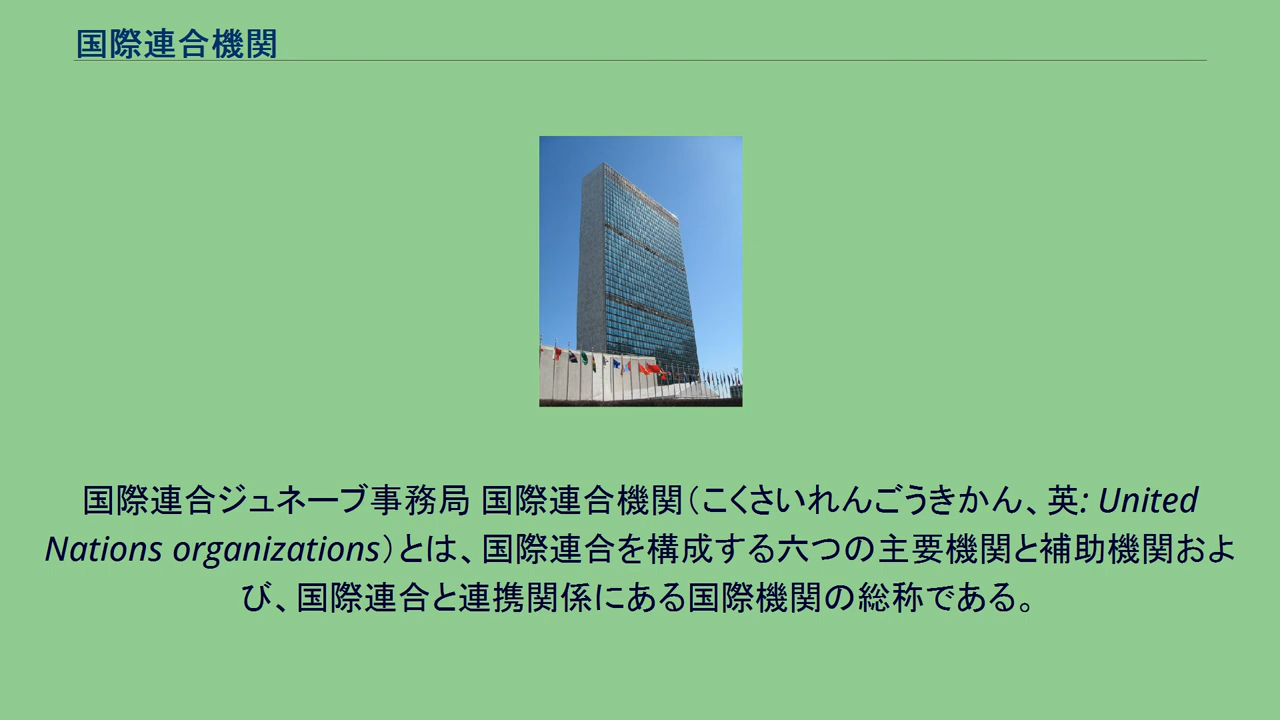 国際連合機関
国際連合ジュネーブ事務局 国際連合機関（こくさいれんごうきかん、英: United
Nations organizations）とは、国際連合を構成する六つの主要機関と補助機関およ
び、国際連合と連携関係にある国際機関の総称である。